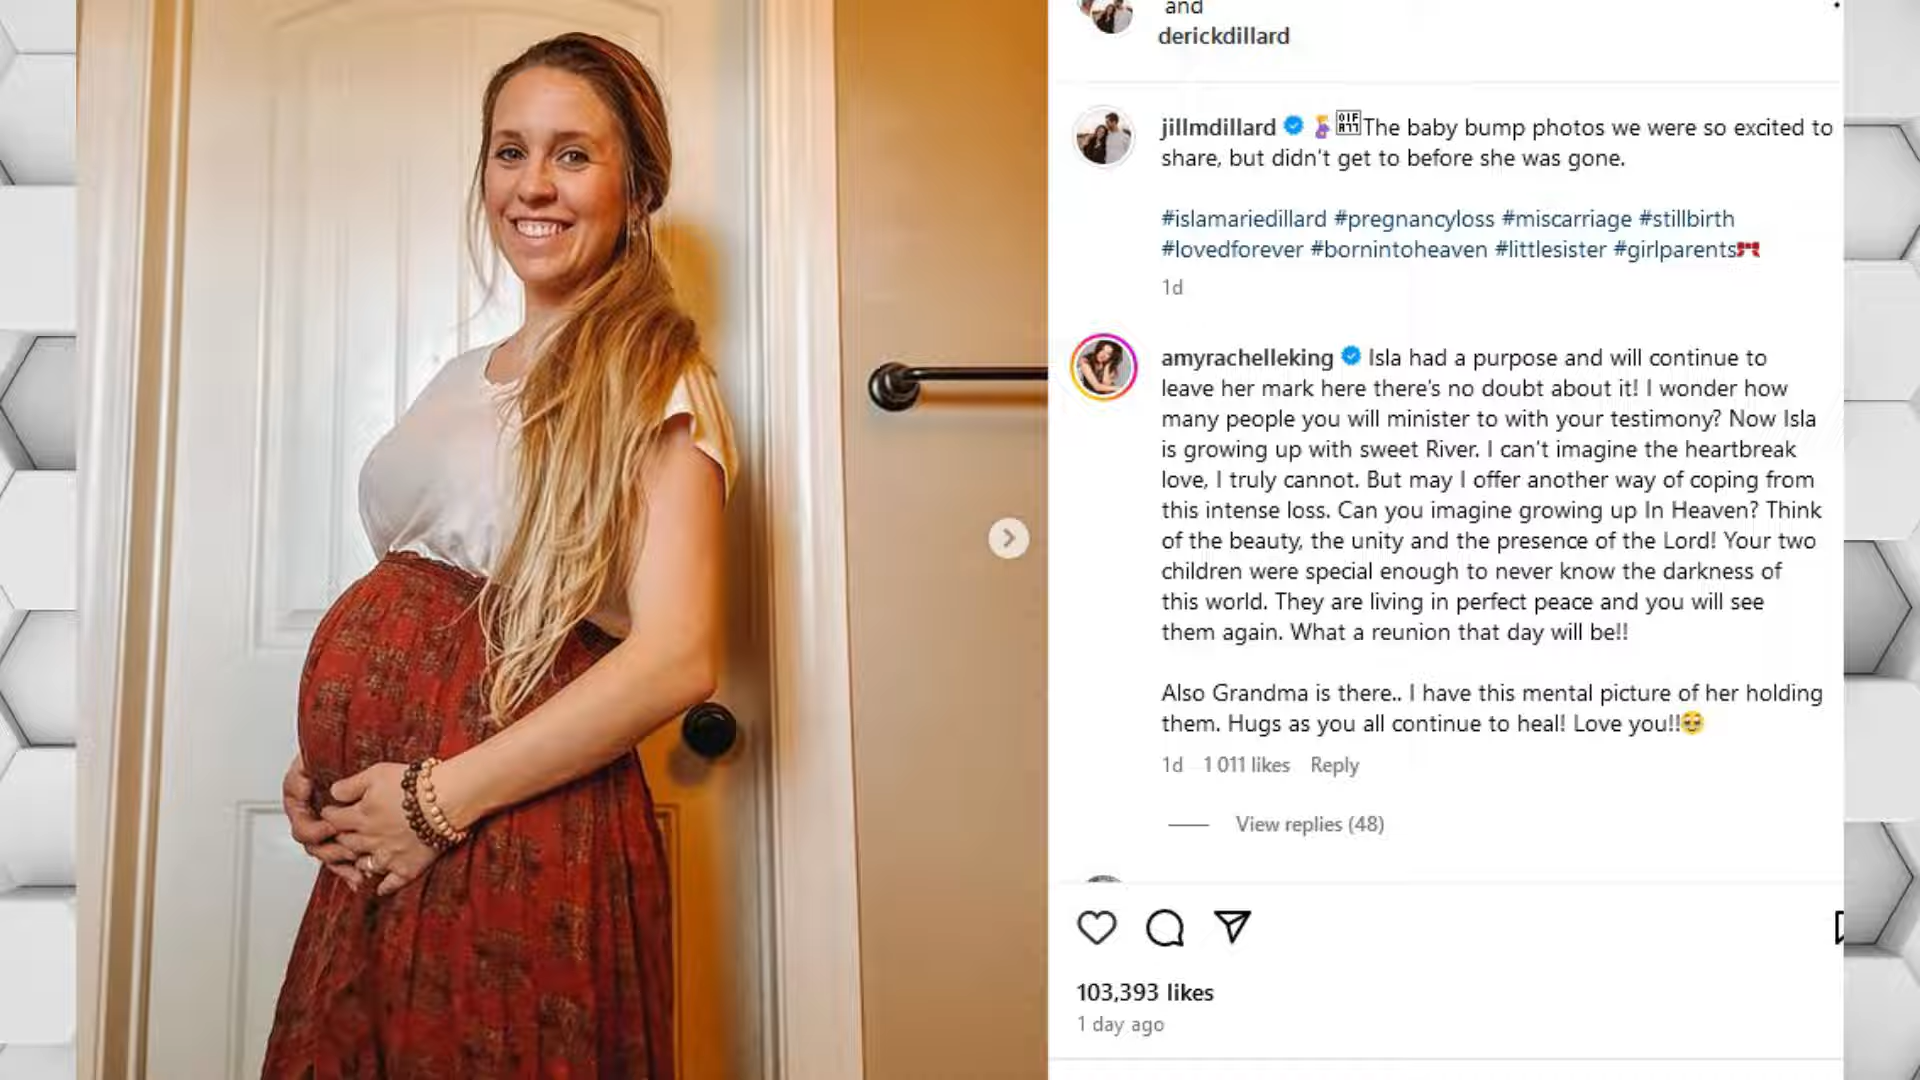 and
derickdillard
jillmdillard 🤰The baby bump photos we were so excited to
share, but didn't get to before she was gone.
#islamariedillard #pregnancyloss #miscarriage #stillbirth
#lovedforever #bornintoheaven #littlesister #girlparents🎀
1d
amyrachelleking Isla had a purpose and will continue to
leave her mark here there's no doubt about it! I wonder how
many people you will minister to with your testimony? Now Isla
is growing up with sweet River. I can't imagine the heartbreak
love, I truly cannot. But may I offer another way of coping from
this intense loss. Can you imagine growing up In Heaven? Think
of the beauty, the unity and the presence of the Lord! Your two
children were special enough to never know the darkness of
this world. They are living in perfect peace and you will see
them again. What a reunion that day will be!!
Also Grandma is there.. I have this mental picture of her holding
them. Hugs as you all continue to heal! Love you!!🥹
1d 1 011 likes Reply
View replies (48)
103,393 likes
1 day ago